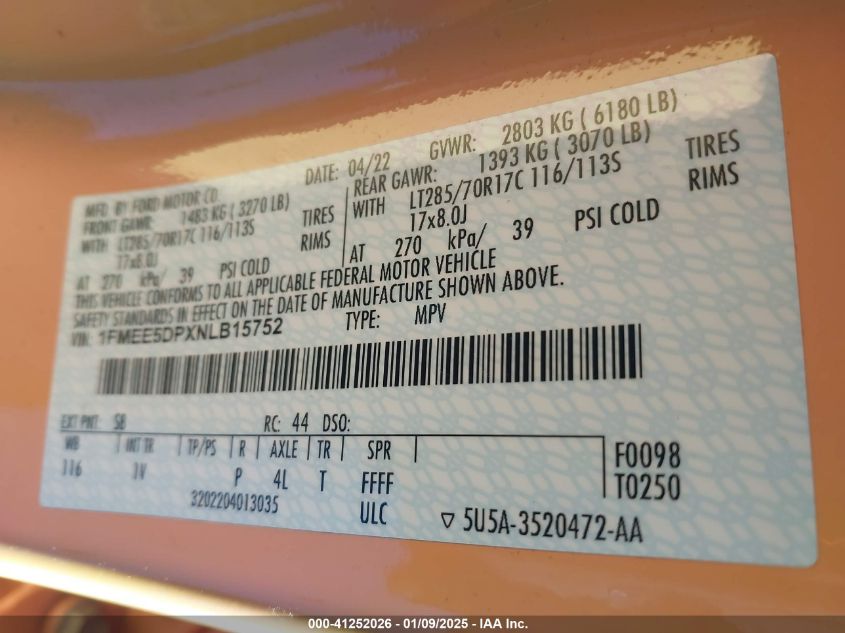 MFD. BY FORD MOTOR CO. DATE: 04/22 GVWR: 2803 KG ( 6180 LB)
FRONT GAWR: 1483 KG ( 3270 LB) REAR GAWR: 1393 KG ( 3070 LB)
WITH LT285/70R17C 116/113S TIRES WITH LT285/70R17C 116/113S TIRES
17x8.0J RIMS 17x8.0J RIMS
AT 270 kPa/ 39 PSI COLD AT 270 kPa/ 39 PSI COLD
THIS VEHICLE CONFORMS TO ALL APPLICABLE FEDERAL MOTOR VEHICLE
SAFETY STANDARDS IN EFFECT ON THE DATE OF MANUFACTURE SHOWN ABOVE.
VIN: 1FMEE5DPXNLB15752 TYPE: MPV
EXT PNT: SB RC: 44 DSO:
WB INT TR TP/PS R AXLE TR SPR F0098
116 1V P 4L T FFFF T0250
3202204013035 ULC ▽ 5U5A-3520472-AA
000-41252026 - 01/09/2025 - IAA Inc.